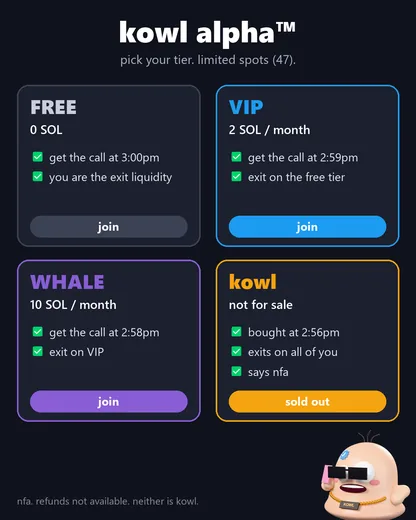 kowl alpha™
pick your tier. limited spots (47).
FREE
0 SOL
get the call at 3:00pm
you are the exit liquidity
join
VIP
2 SOL / month
get the call at 2:59pm
exit on the free tier
join
WHALE
10 SOL / month
get the call at 2:58pm
exit on VIP
join
kowl
not for sale
bought at 2:56pm
exits on all of you
says nfa
sold out
nfa. refunds not available. neither is kowl.